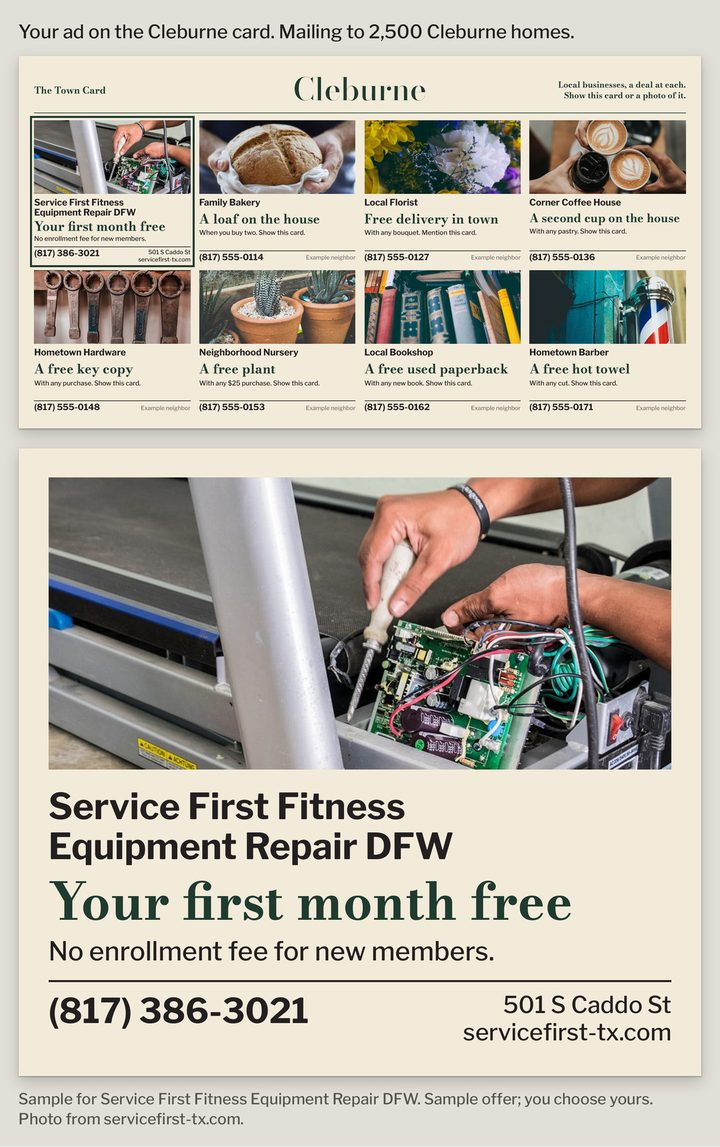 Your ad on the Cleburne card. Mailing to 2,500 Cleburne homes.
The Town Card
Cleburne
Local businesses, a deal at each.
Show this card or a photo of it.
Service First Fitness
Equipment Repair DFW
Your first month free
No enrollment fee for new members.
(817) 386-3021
501 S Caddo St
servicefirst-tx.com
Family Bakery
A loaf on the house
When you buy two. Show this card.
(817) 555-0114
Example neighbor
Local Florist
Free delivery in town
With any bouquet. Mention this card.
(817) 555-0127
Example neighbor
Corner Coffee House
A second cup on the house
With any pastry. Show this card.
(817) 555-0136
Example neighbor
Hometown Hardware
A free key copy
With any purchase. Show this card.
(817) 555-0148
Example neighbor
Neighborhood Nursery
A free plant
With any $25 purchase. Show this card.
(817) 555-0153
Example neighbor
Local Bookshop
A free used paperback
With any new book. Show this card.
(817) 555-0162
Example neighbor
Hometown Barber
A free hot towel
With any cut. Show this card.
(817) 555-0171
Example neighbor
Service First Fitness
Equipment Repair DFW
Your first month free
No enrollment fee for new members.
(817) 386-3021
501 S Caddo St
servicefirst-tx.com
Sample for Service First Fitness Equipment Repair DFW. Sample offer; you choose yours.
Photo from servicefirst-tx.com.